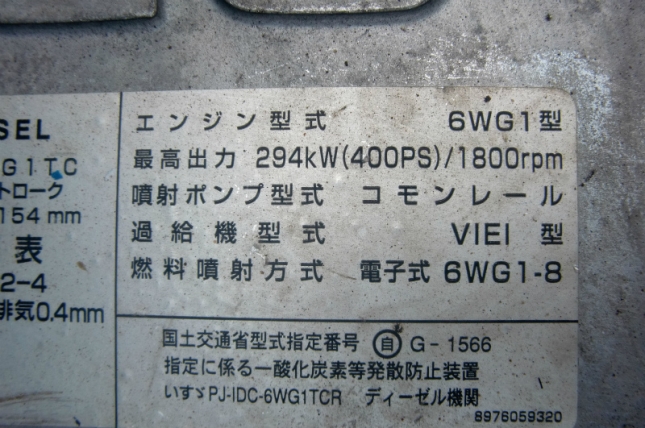 SEL
G1TC
トローク
154 mm
表
2-4
排気0.4mm
エンジン型式 6WG1型
最高出力 294kW(400PS)/1800rpm
噴射ポンプ型式 コモンレール
過給機型式 VIEI 型
燃料噴射方式 電子式 6WG1-8
国土交通省型式指定番号 自 G-1566
指定に係る一酸化炭素等発散防止装置
いすゞPJ-IDC-6WG1TCR ディーゼル機関
8976059320